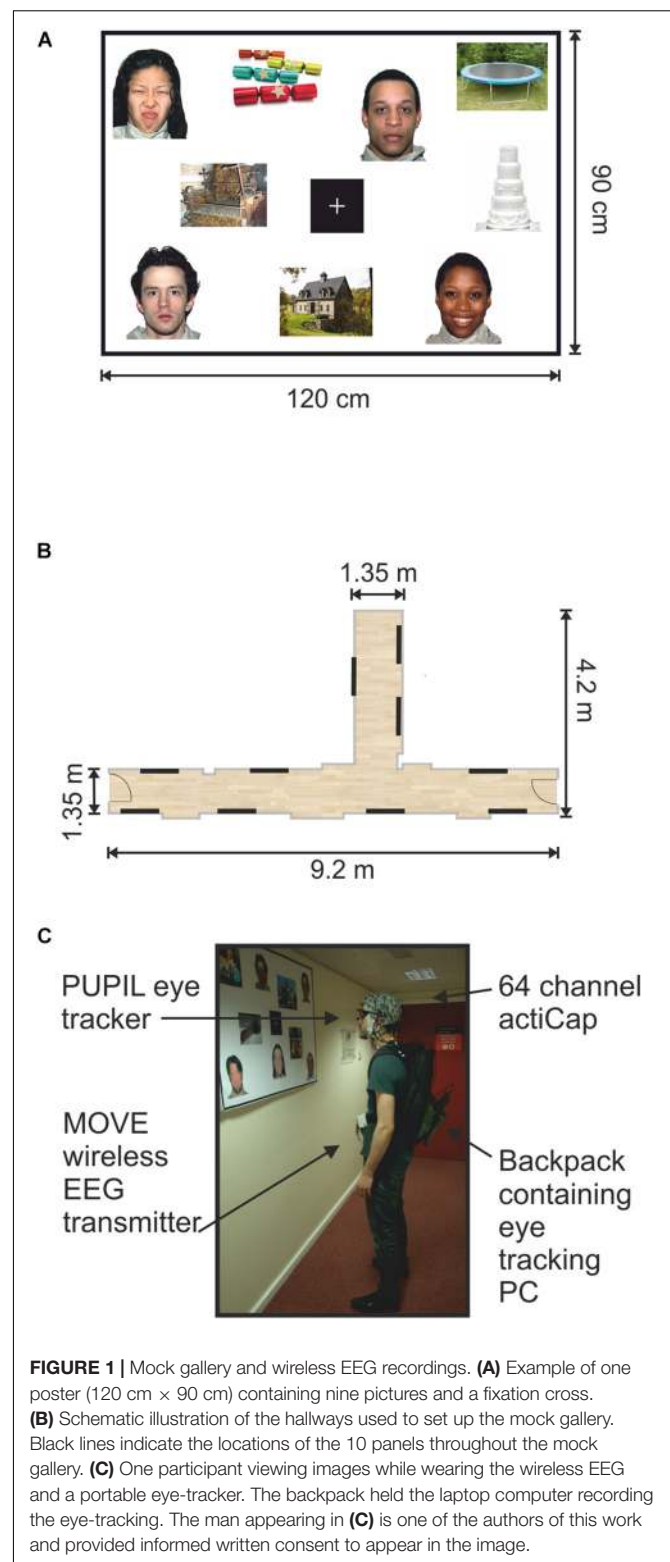 A
90 cm
120 cm
B
1.35 m
4.2 m
1.35 m
9.2 m
C
PUPIL eye
tracker
64 channel
actiCap
MOVE
wireless
EEG
transmitter
Backpack
containing
eye
tracking
PC
FIGURE 1 | Mock gallery and wireless EEG recordings. (A) Example of one
poster (120 cm × 90 cm) containing nine pictures and a fixation cross.
(B) Schematic illustration of the hallways used to set up the mock gallery.
Black lines indicate the locations of the 10 panels throughout the mock
gallery. (C) One participant viewing images while wearing the wireless EEG
and a portable eye-tracker. The backpack held the laptop computer recording
the eye-tracking. The man appearing in (C) is one of the authors of this work
and provided informed written consent to appear in the image.